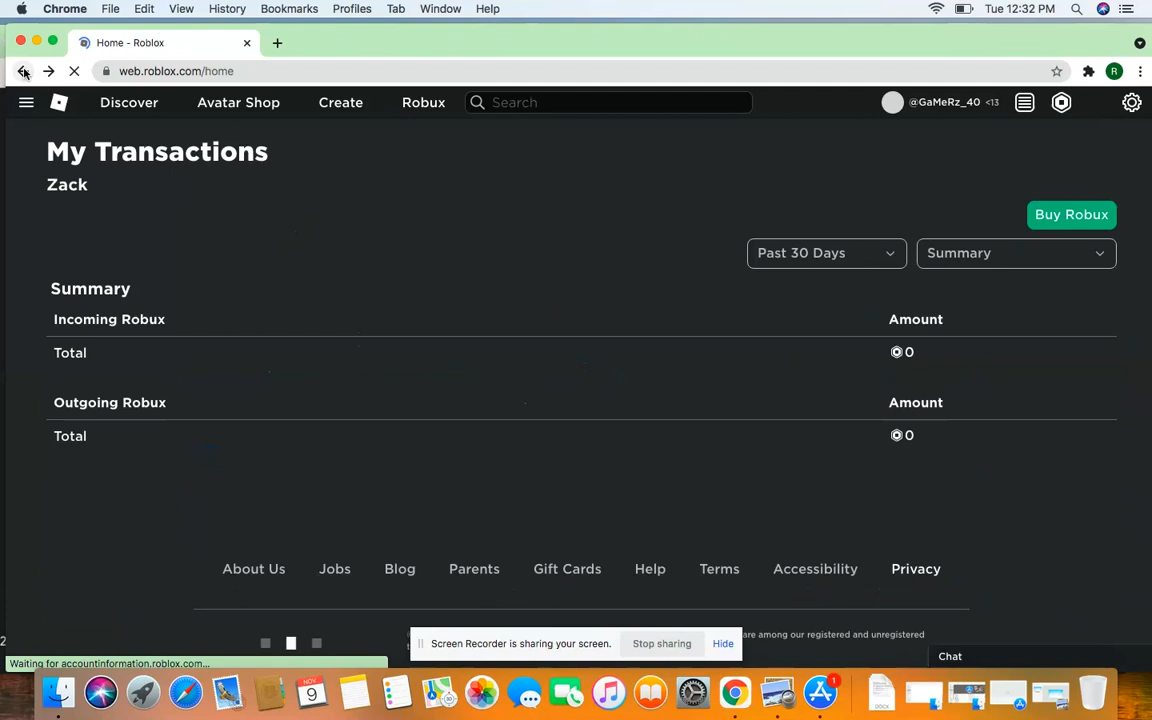 Chrome File Edit View History Bookmarks Profiles Tab Window Help Tue 12:32 PM
Home - Roblox
web.roblox.com/home R
Discover Avatar Shop Create Robux Search @GaMeRz_40 <13
My Transactions
Zack
Buy Robux
Past 30 Days Summary
Summary
Incoming Robux Amount
Total 0
Outgoing Robux Amount
Total 0
About Us Jobs Blog Parents Gift Cards Help Terms Accessibility Privacy
are among our registered and unregistered
Screen Recorder is sharing your screen. Stop sharing Hide
Chat
Waiting for accountinformation.roblox.com...
NOV
9
1
DOCX